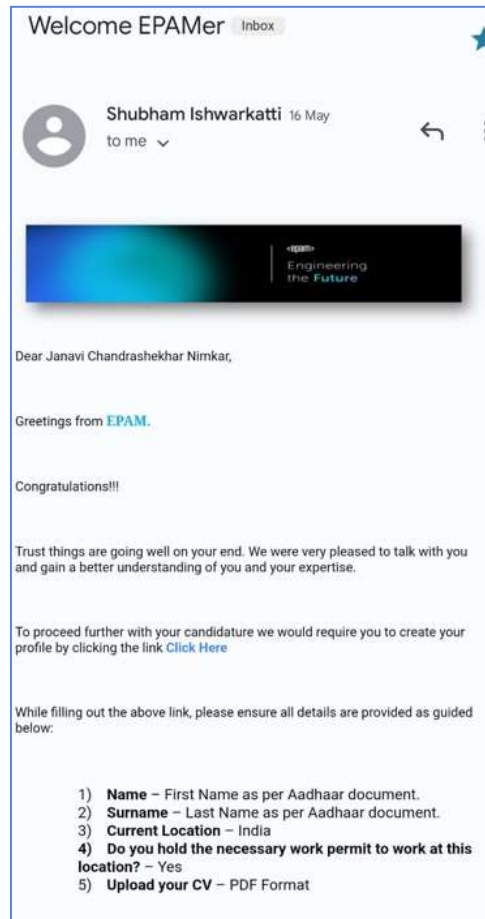 Welcome EPAMer Inbox
Shubham Ishwarkatti 16 May
to me
<epam>
Engineering
the Future
Dear Janavi Chandrashekhar Nimkar,
Greetings from EPAM.
Congratulations!!!
Trust things are going well on your end. We were very pleased to talk with you
and gain a better understanding of you and your expertise.
To proceed further with your candidature we would require you to create your
profile by clicking the link Click Here
While filling out the above link, please ensure all details are provided as guided
below:
1) Name – First Name as per Aadhaar document.
2) Surname – Last Name as per Aadhaar document.
3) Current Location – India
4) Do you hold the necessary work permit to work at this
location? – Yes
5) Upload your CV – PDF Format